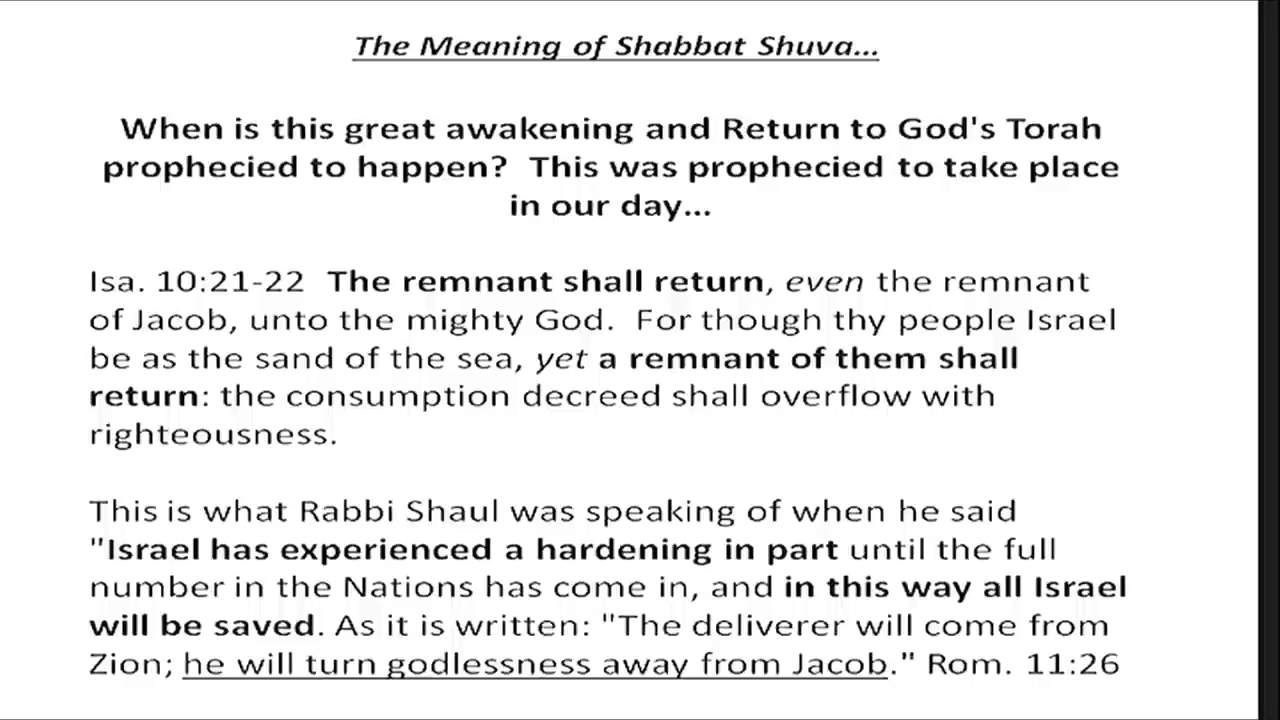 The Meaning of Shabbat Shuva...
When is this great awakening and Return to God's Torah
prophecied to happen?  This was prophecied to take place
in our day...
Isa. 10:21-22  The remnant shall return, even the remnant
of Jacob, unto the mighty God.  For though thy people Israel
be as the sand of the sea, yet a remnant of them shall
return: the consumption decreed shall overflow with
righteousness.
This is what Rabbi Shaul was speaking of when he said
"Israel has experienced a hardening in part until the full
number in the Nations has come in, and in this way all Israel
will be saved. As it is written: "The deliverer will come from
Zion; he will turn godlessness away from Jacob." Rom. 11:26